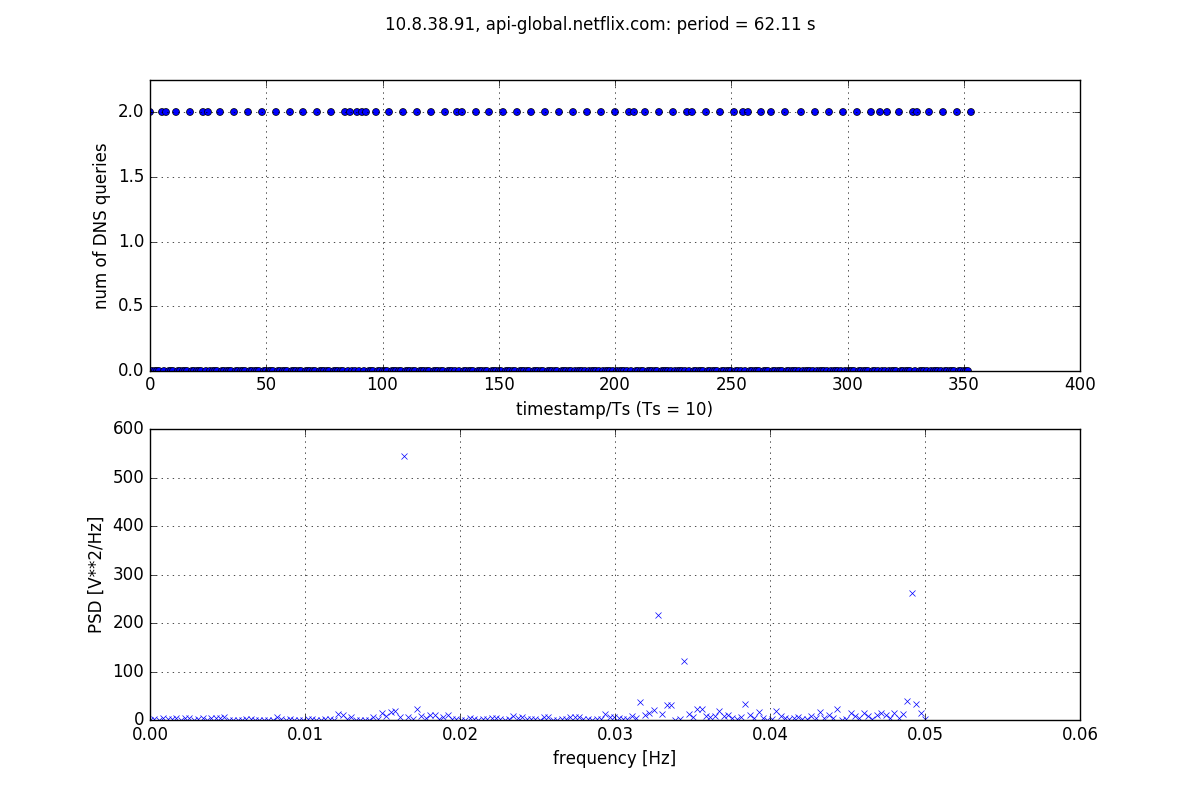 10.8.38.91, api-global.netflix.com: period = 62.11 s
2.0
1.5
1.0
0.5
0.0
num of DNS queries
0 50 100 150 200 250 300 350 400
timestamp/Ts (Ts = 10)
600
500
400
300
200
100
0
PSD [V**2/Hz]
0.00 0.01 0.02 0.03 0.04 0.05 0.06
frequency [Hz]